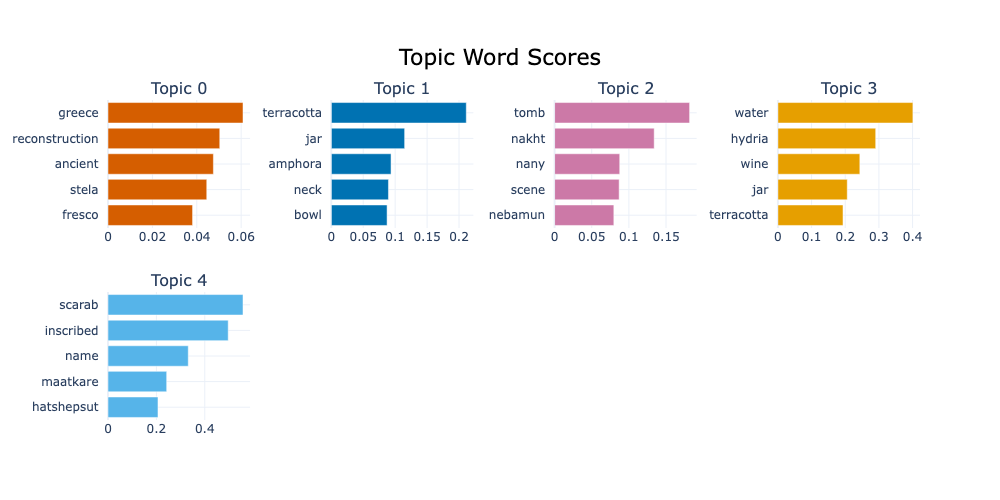 Topic Word Scores
Topic 0
greece
reconstruction
ancient
stela
fresco
0 0.02 0.04 0.06
Topic 1
terracotta
jar
amphora
neck
bowl
0 0.05 0.1 0.15 0.2
Topic 2
tomb
nakht
nany
scene
nebamun
0 0.05 0.1 0.15
Topic 3
water
hydria
wine
jar
terracotta
0 0.1 0.2 0.3 0.4
Topic 4
scarab
inscribed
name
maatkare
hatshepsut
0 0.2 0.4